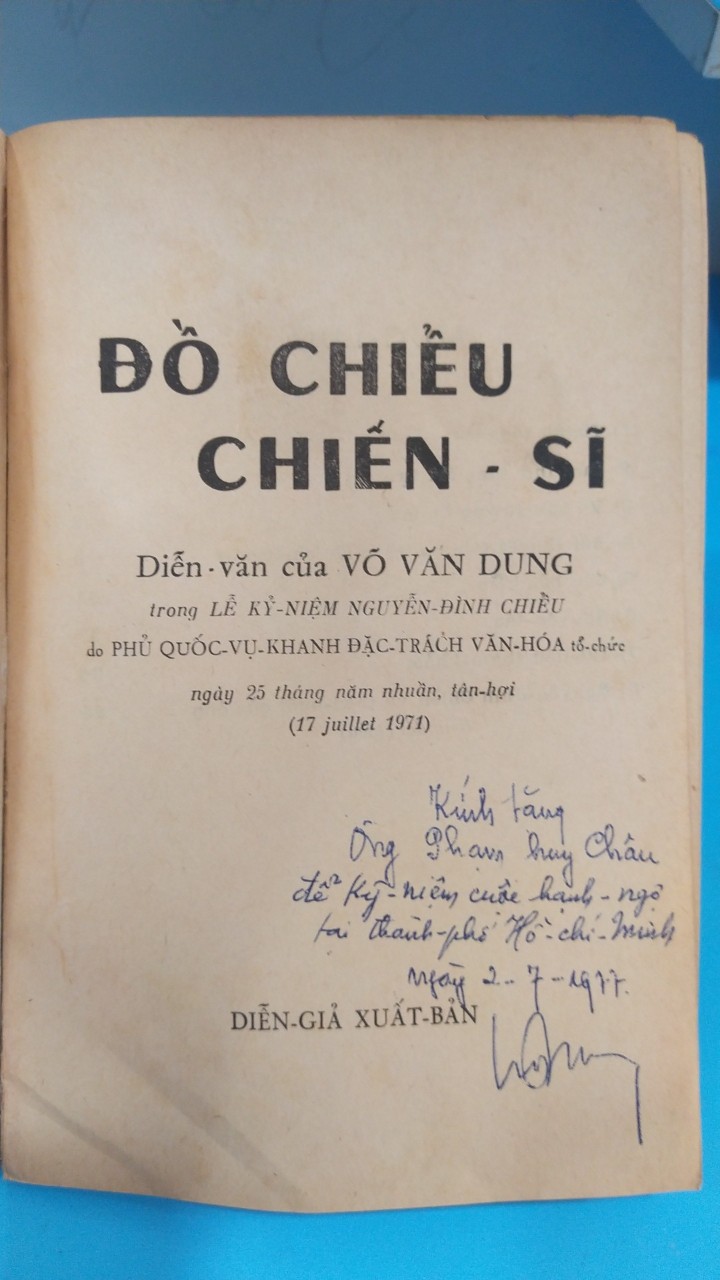 ĐỒ CHIỂU
CHIẾN - SĨ
Diễn-văn của VÕ VĂN DUNG
trong LỄ KỶ-NIỆM NGUYỄN-ĐÌNH CHIỂU
do PHỦ QUỐC-VỤ-KHANH ĐẶC-TRÁCH VĂN-HÓA tổ-chức
ngày 25 tháng năm nhuần, tân-hợi
(17 juillet 1971)
Kính tặng
Ông Phạm huy Châu
để Kỷ-niệm cuộc hạnh-ngộ
tại thành-phố Hồ-chí-Minh
ngày 2-7-1977.
DIỄN-GIẢ XUẤT-BẢN